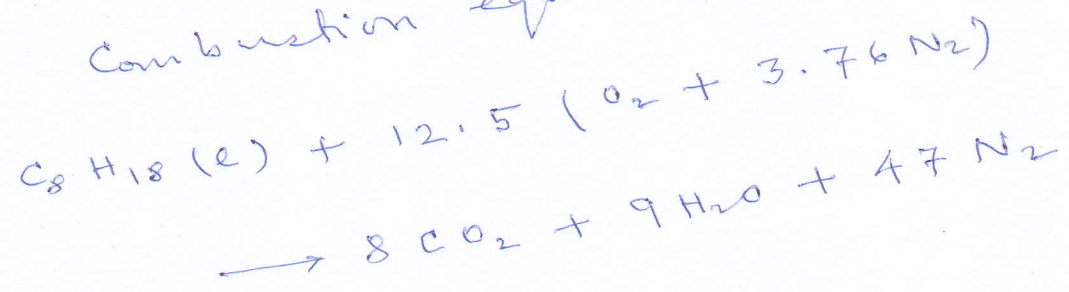 Combustion
C8 H18 (l) + 12.5 (O2 + 3.76 N2)
→ 8 CO2 + 9 H2O + 47 N2